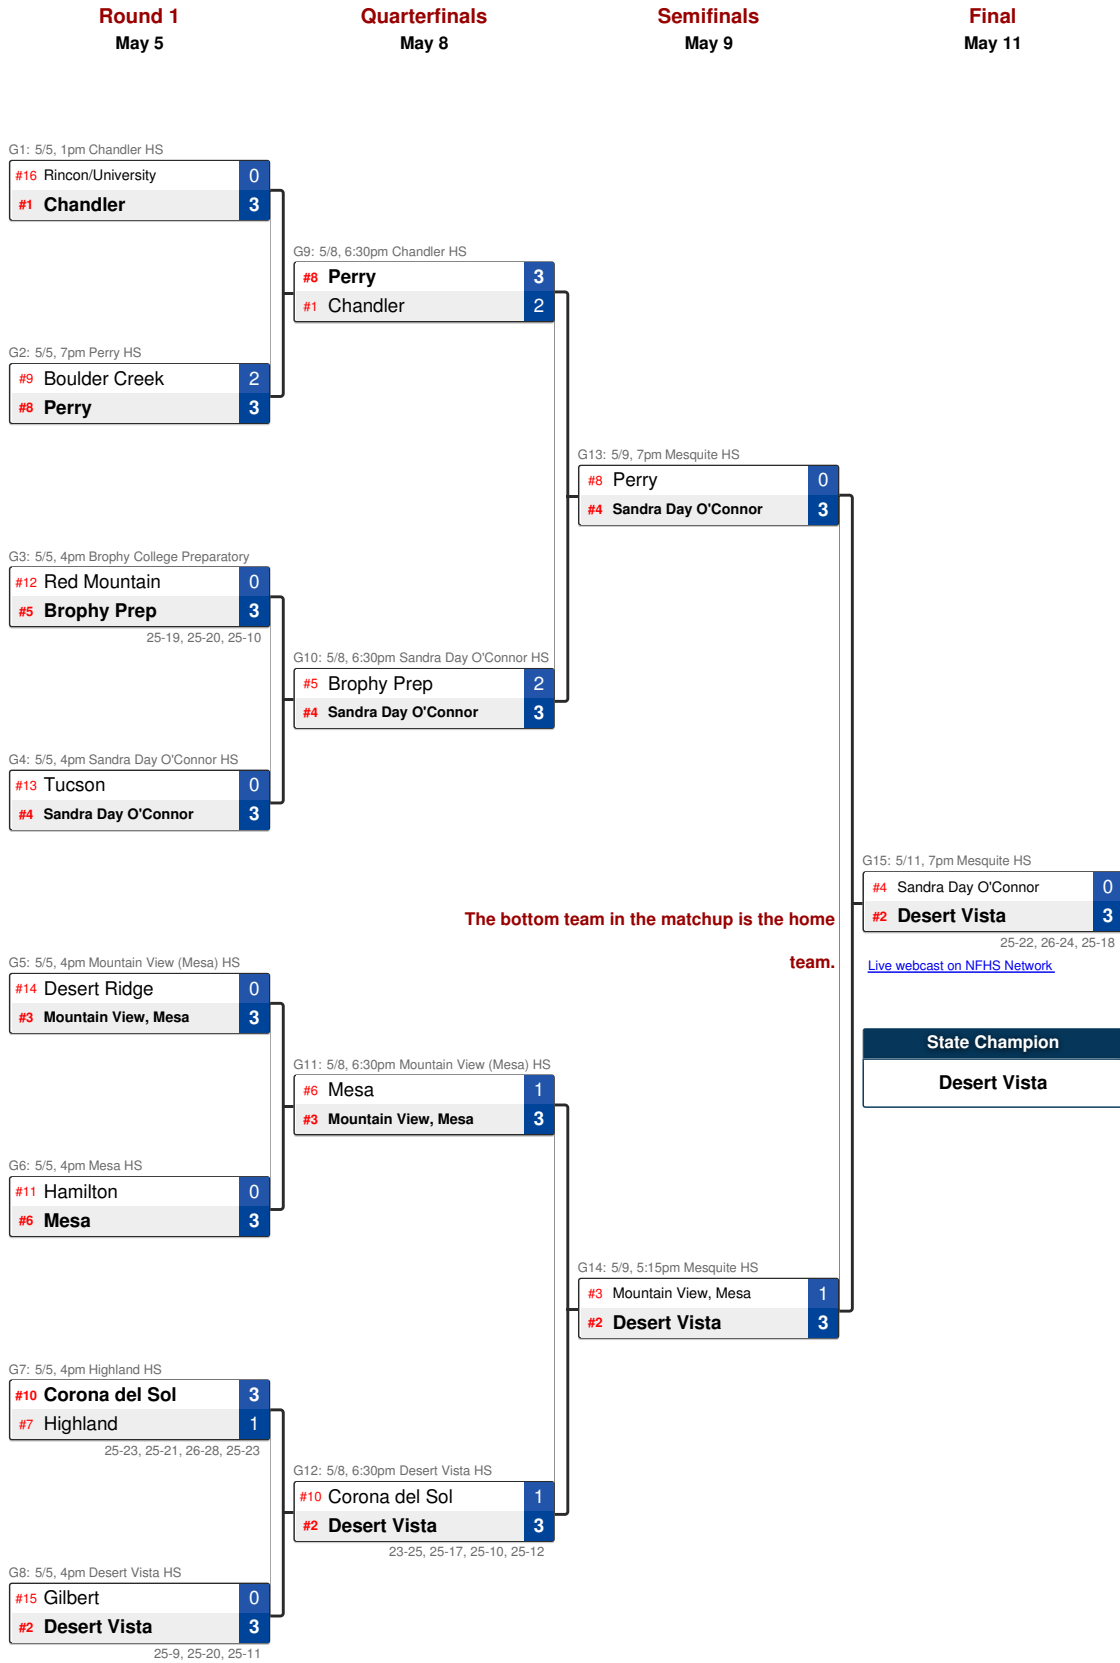 Round 1
May 5
Quarterfinals
May 8
Semifinals
May 9
Final
May 11
G1: 5/5, 1pm Chandler HS
#16 Rincon/University 0
#1 Chandler 3
G2: 5/5, 7pm Perry HS
#9 Boulder Creek 2
#8 Perry 3
G3: 5/5, 4pm Brophy College Preparatory
#12 Red Mountain 0
#5 Brophy Prep 3
25-19, 25-20, 25-10
G4: 5/5, 4pm Sandra Day O'Connor HS
#13 Tucson 0
#4 Sandra Day O'Connor 3
G5: 5/5, 4pm Mountain View (Mesa) HS
#14 Desert Ridge 0
#3 Mountain View, Mesa 3
G6: 5/5, 4pm Mesa HS
#11 Hamilton 0
#6 Mesa 3
G7: 5/5, 4pm Highland HS
#10 Corona del Sol 3
#7 Highland 1
25-23, 25-21, 26-28, 25-23
G8: 5/5, 4pm Desert Vista HS
#15 Gilbert 0
#2 Desert Vista 3
25-9, 25-20, 25-11
G9: 5/8, 6:30pm Chandler HS
#8 Perry 3
#1 Chandler 2
G10: 5/8, 6:30pm Sandra Day O'Connor HS
#5 Brophy Prep 2
#4 Sandra Day O'Connor 3
G11: 5/8, 6:30pm Mountain View (Mesa) HS
#6 Mesa 1
#3 Mountain View, Mesa 3
G12: 5/8, 6:30pm Desert Vista HS
#10 Corona del Sol 1
#2 Desert Vista 3
23-25, 25-17, 25-10, 25-12
G13: 5/9, 7pm Mesquite HS
#8 Perry 0
#4 Sandra Day O'Connor 3
The bottom team in the matchup is the home
team.
G14: 5/9, 5:15pm Mesquite HS
#3 Mountain View, Mesa 1
#2 Desert Vista 3
G15: 5/11, 7pm Mesquite HS
#4 Sandra Day O'Connor 0
#2 Desert Vista 3
25-22, 26-24, 25-18
Live webcast on NFHS Network
State Champion
Desert Vista